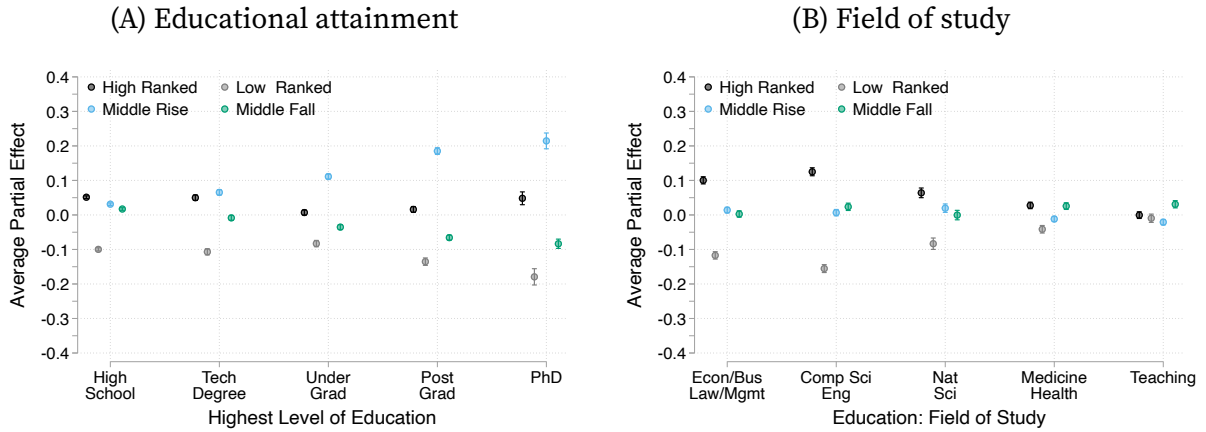 (A) Educational attainment
Average Partial Effect
0.4
0.3
0.2
0.1
0.0
-0.1
-0.2
-0.3
-0.4
High Ranked Low Ranked
Middle Rise Middle Fall
High Tech Under Post PhD
School Degree Grad Grad
Highest Level of Education
(B) Field of study
Average Partial Effect
0.4
0.3
0.2
0.1
0.0
-0.1
-0.2
-0.3
-0.4
High Ranked Low Ranked
Middle Rise Middle Fall
Econ/Bus Comp Sci Nat Medicine Teaching
Law/Mgmt Eng Sci Health
Education: Field of Study